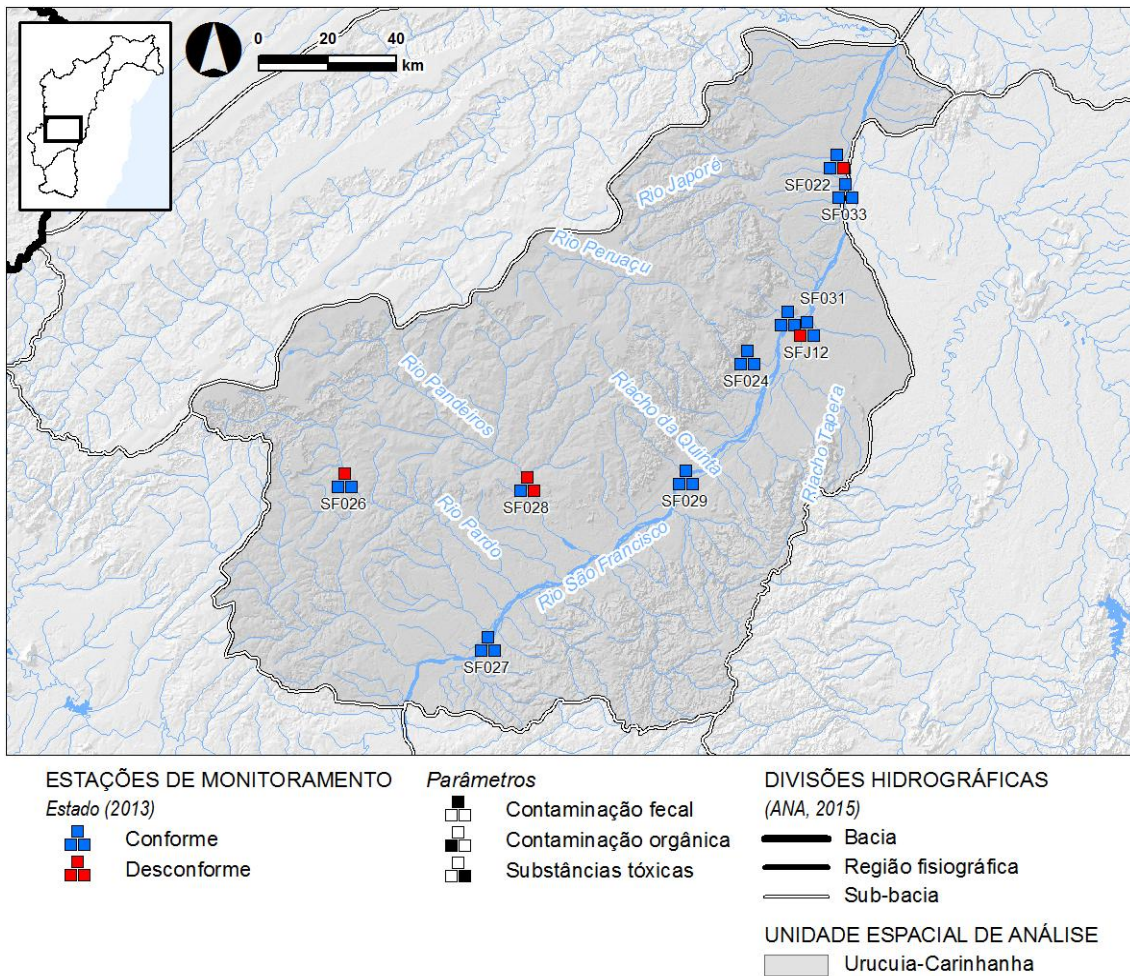 0 20 40
km
Rio Japoré
SF022
SF033
Rio Peruaçu
SF031
SFJ12
SF024
Rio Pandeiros
Riacho da Quinta
Riacho Tapera
SF026
SF028
SF029
Rio Pardo
Rio São Francisco
SF027
ESTAÇÕES DE MONITORAMENTO
Estado (2013)
Conforme
Desconforme
Parâmetros
Contaminação fecal
Contaminação orgânica
Substâncias tóxicas
DIVISÕES HIDROGRÁFICAS
(ANA, 2015)
Bacia
Região fisiográfica
Sub-bacia
UNIDADE ESPACIAL DE ANÁLISE
Urucuia-Carinhanha